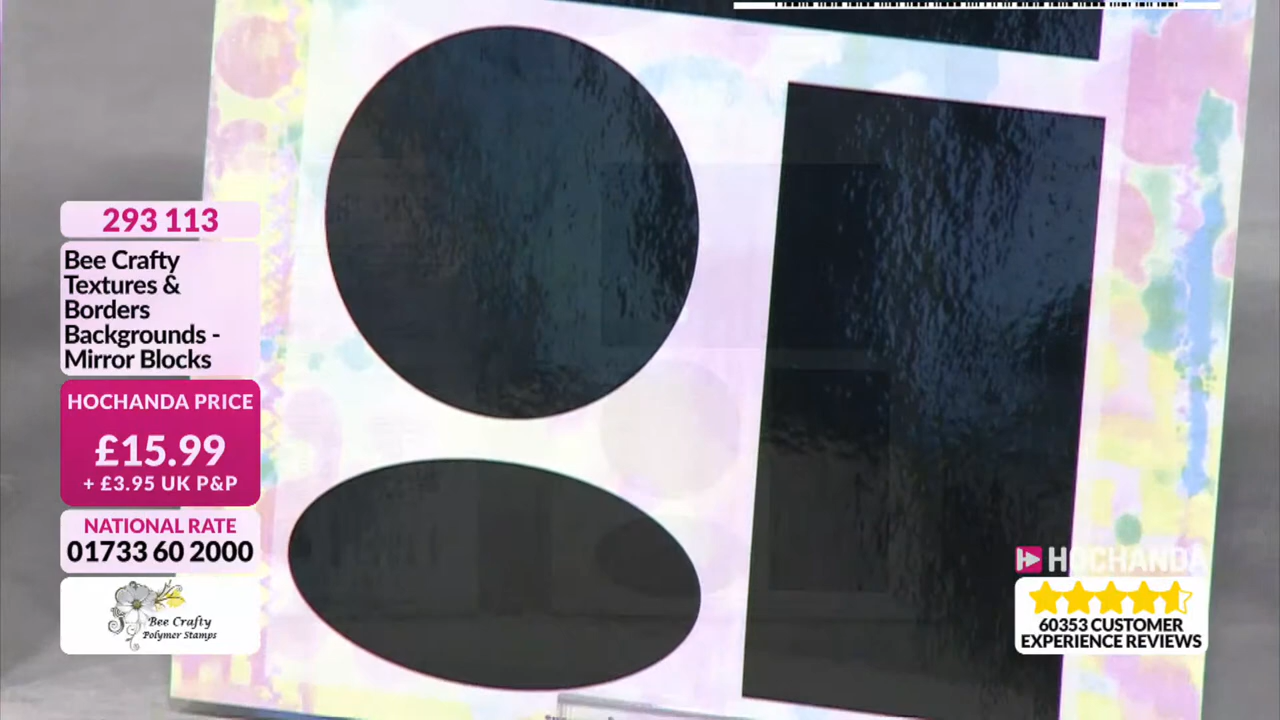 293 113
Bee Crafty
Textures &
Borders
Backgrounds -
Mirror Blocks
HOCHANDA PRICE
£15.99
+ £3.95 UK P&P
NATIONAL RATE
01733 60 2000
Bee Crafty
Polymer Stamps
HOCHANDA
60353 CUSTOMER
EXPERIENCE REVIEWS